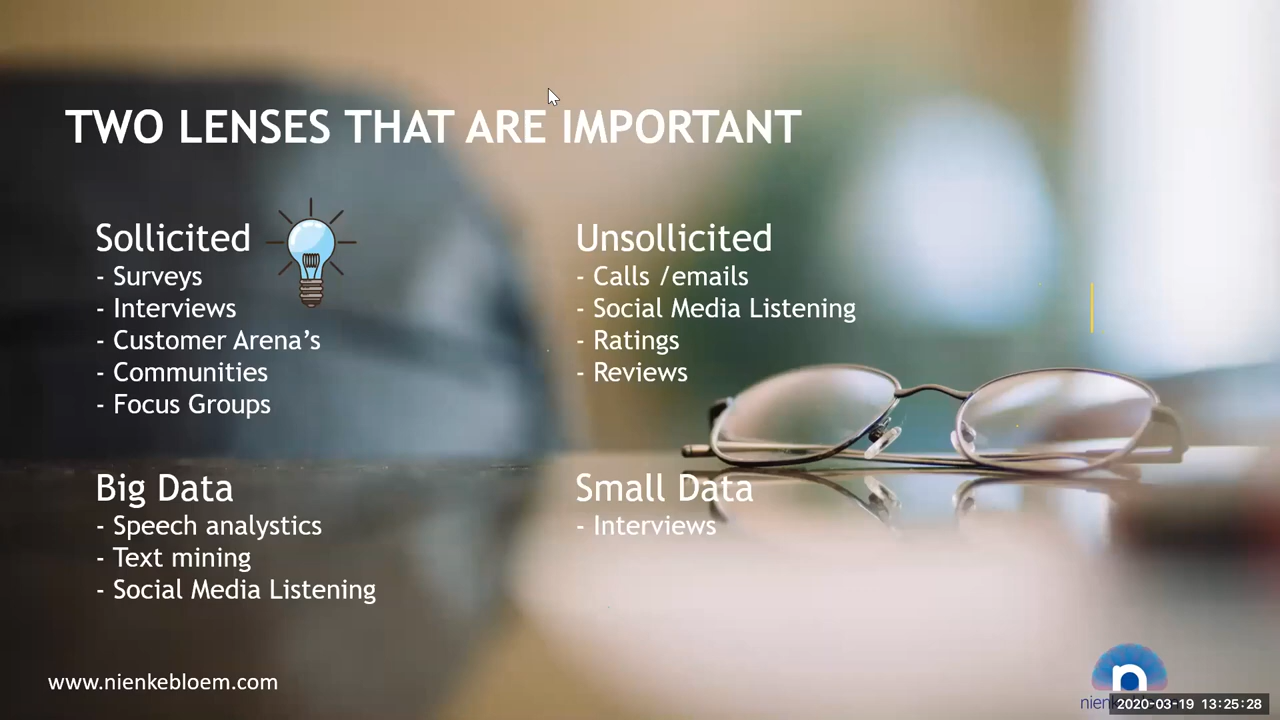 TWO LENSES THAT ARE IMPORTANT
Sollicited
- Surveys
- Interviews
- Customer Arena’s
- Communities
- Focus Groups
Unsollicited
- Calls /emails
- Social Media Listening
- Ratings
- Reviews
Big Data
- Speech analystics
- Text mining
- Social Media Listening
Small Data
- Interviews
www.nienkebloem.com
n
2020-03-19 13:25:28